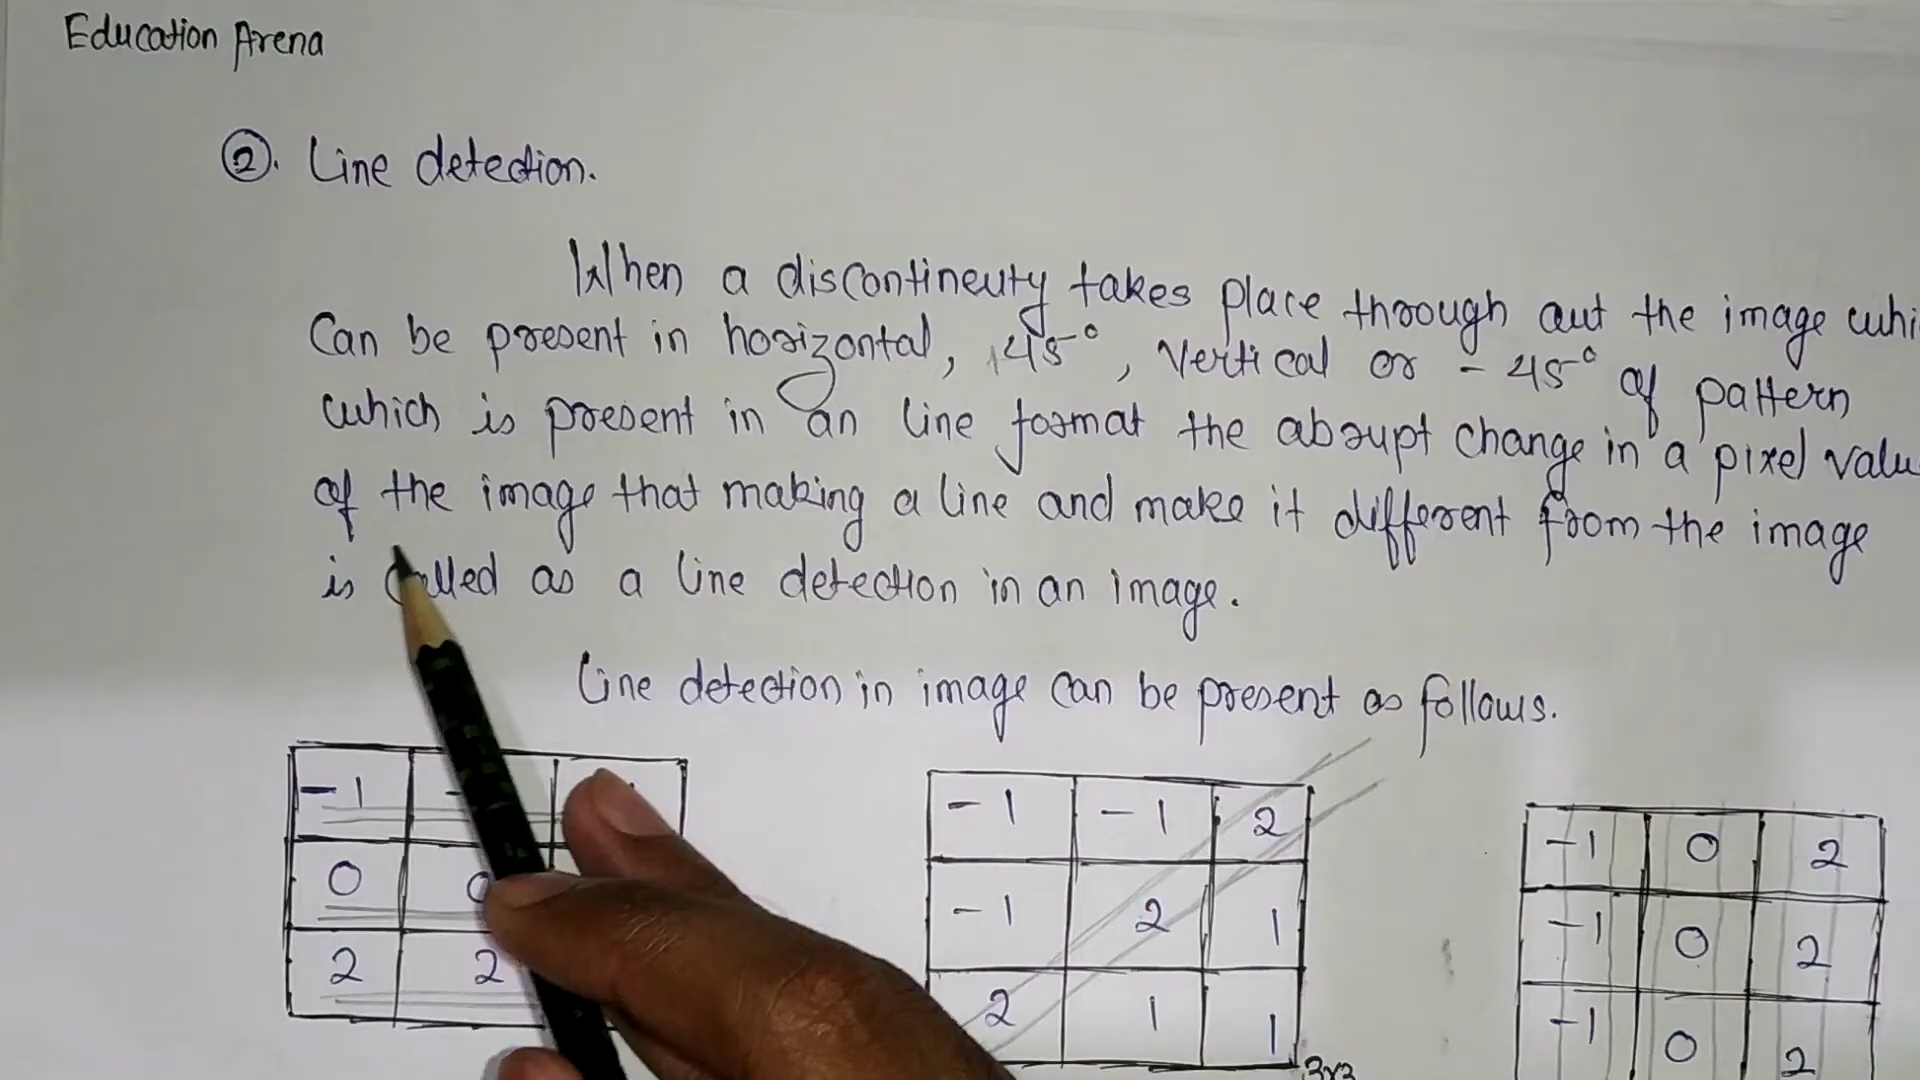 Education Arena
②. Line detection.
When a discontineuty takes place through out the image whi
Can be present in horizontal, 45°, Vertical or -45° of pattern
which is present in an line format the abrupt change in a pixel valu
of the image that making a line and make it different from the image
is called as a line detection in an image.
Line detection in image can be present as follows.
-1 -1 -1 2 -1 0 2
0 0 -1 2 1 -1 0 2
2 2 2 1 1 -1 0 2
3x3